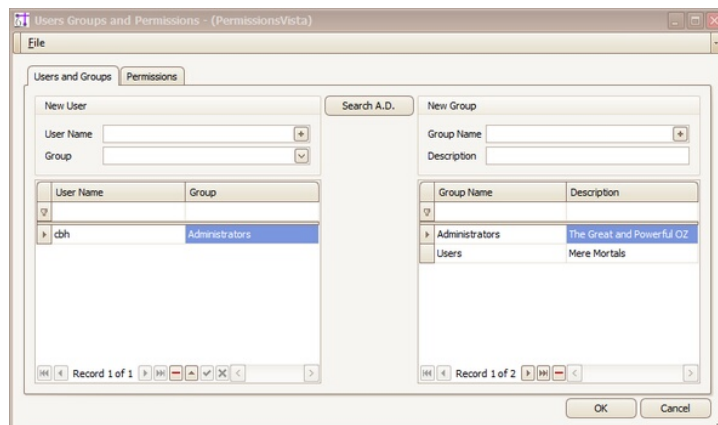 Users Groups and Permissions - (PermissionsVista)
File
Users and Groups Permissions
New User Search A.D. New Group
User Name Group Name
Group Description
User Name Group Group Name Description
cbh Administrators Administrators The Great and Powerful OZ
Users Mere Mortals
Record 1 of 1 Record 1 of 2
OK Cancel